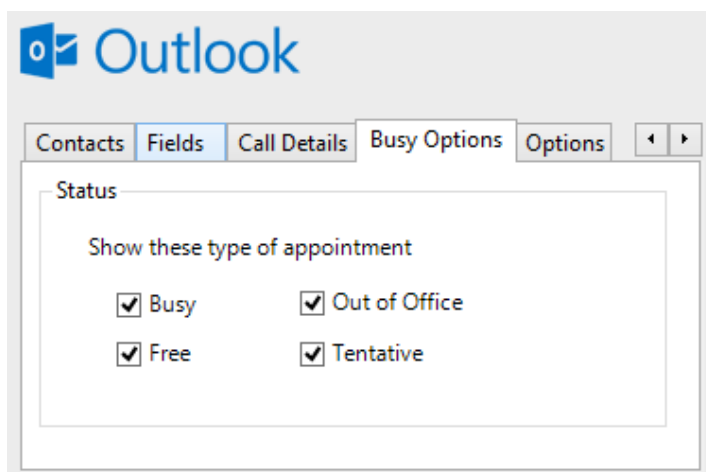 Outlook
Contacts Fields Call Details Busy Options Options
Status
Show these type of appointment
Busy Out of Office
Free Tentative